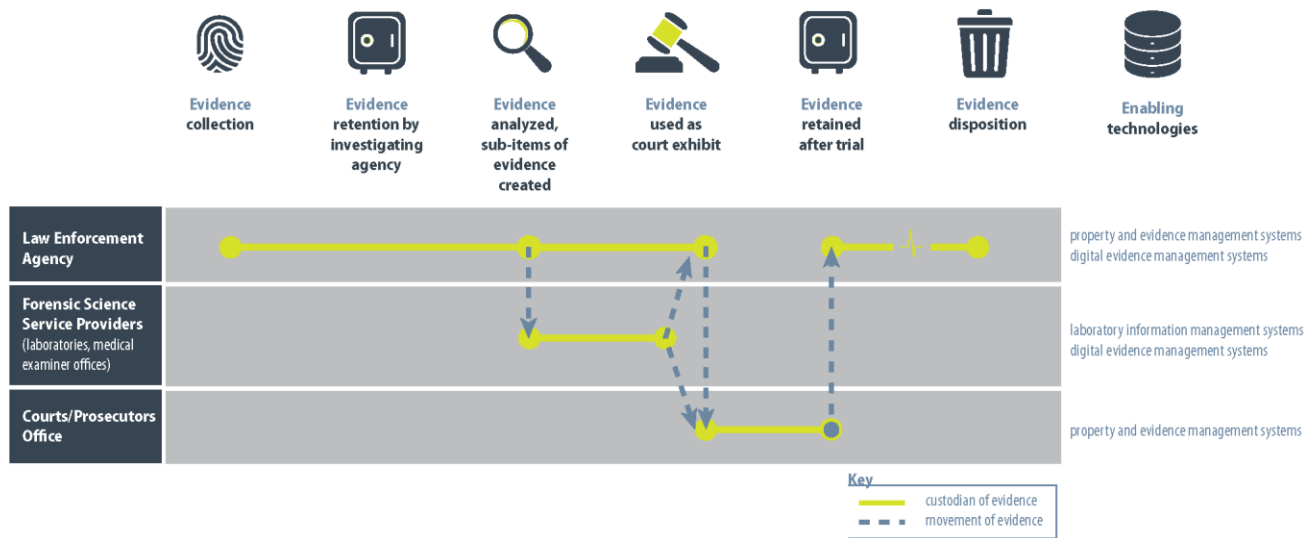 Evidence
collection
Evidence
retention by
investigating
agency
Evidence
analyzed,
sub-items of
evidence
created
Evidence
used as
court exhibit
Evidence
retained
after trial
Evidence
disposition
Enabling
technologies
Law Enforcement
Agency
property and evidence management systems
digital evidence management systems
Forensic Science
Service Providers
(laboratories, medical
examiner offices)
laboratory information management systems
digital evidence management systems
Courts/Prosecutors
Office
property and evidence management systems
Key
custodian of evidence
movement of evidence